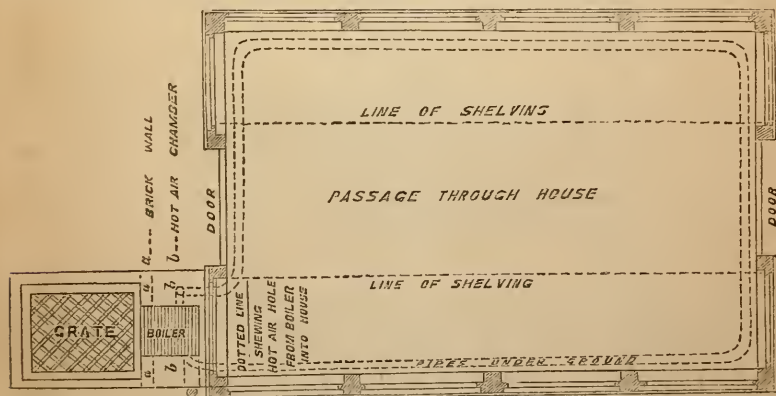 LINE OF SHELVING
a--- BRICK WALL
b--- HOT AIR CHAMBER
DOOR
PASSAGE THROUGH HOUSE
DOOR
a
b
LINE OF SHELVING
GRATE
BOILER
DOTTED LINE
SHEWING
HOT AIR HOLE
FROM BOILER
INTO HOUSE
a
b
PIPES UNDER GROUND